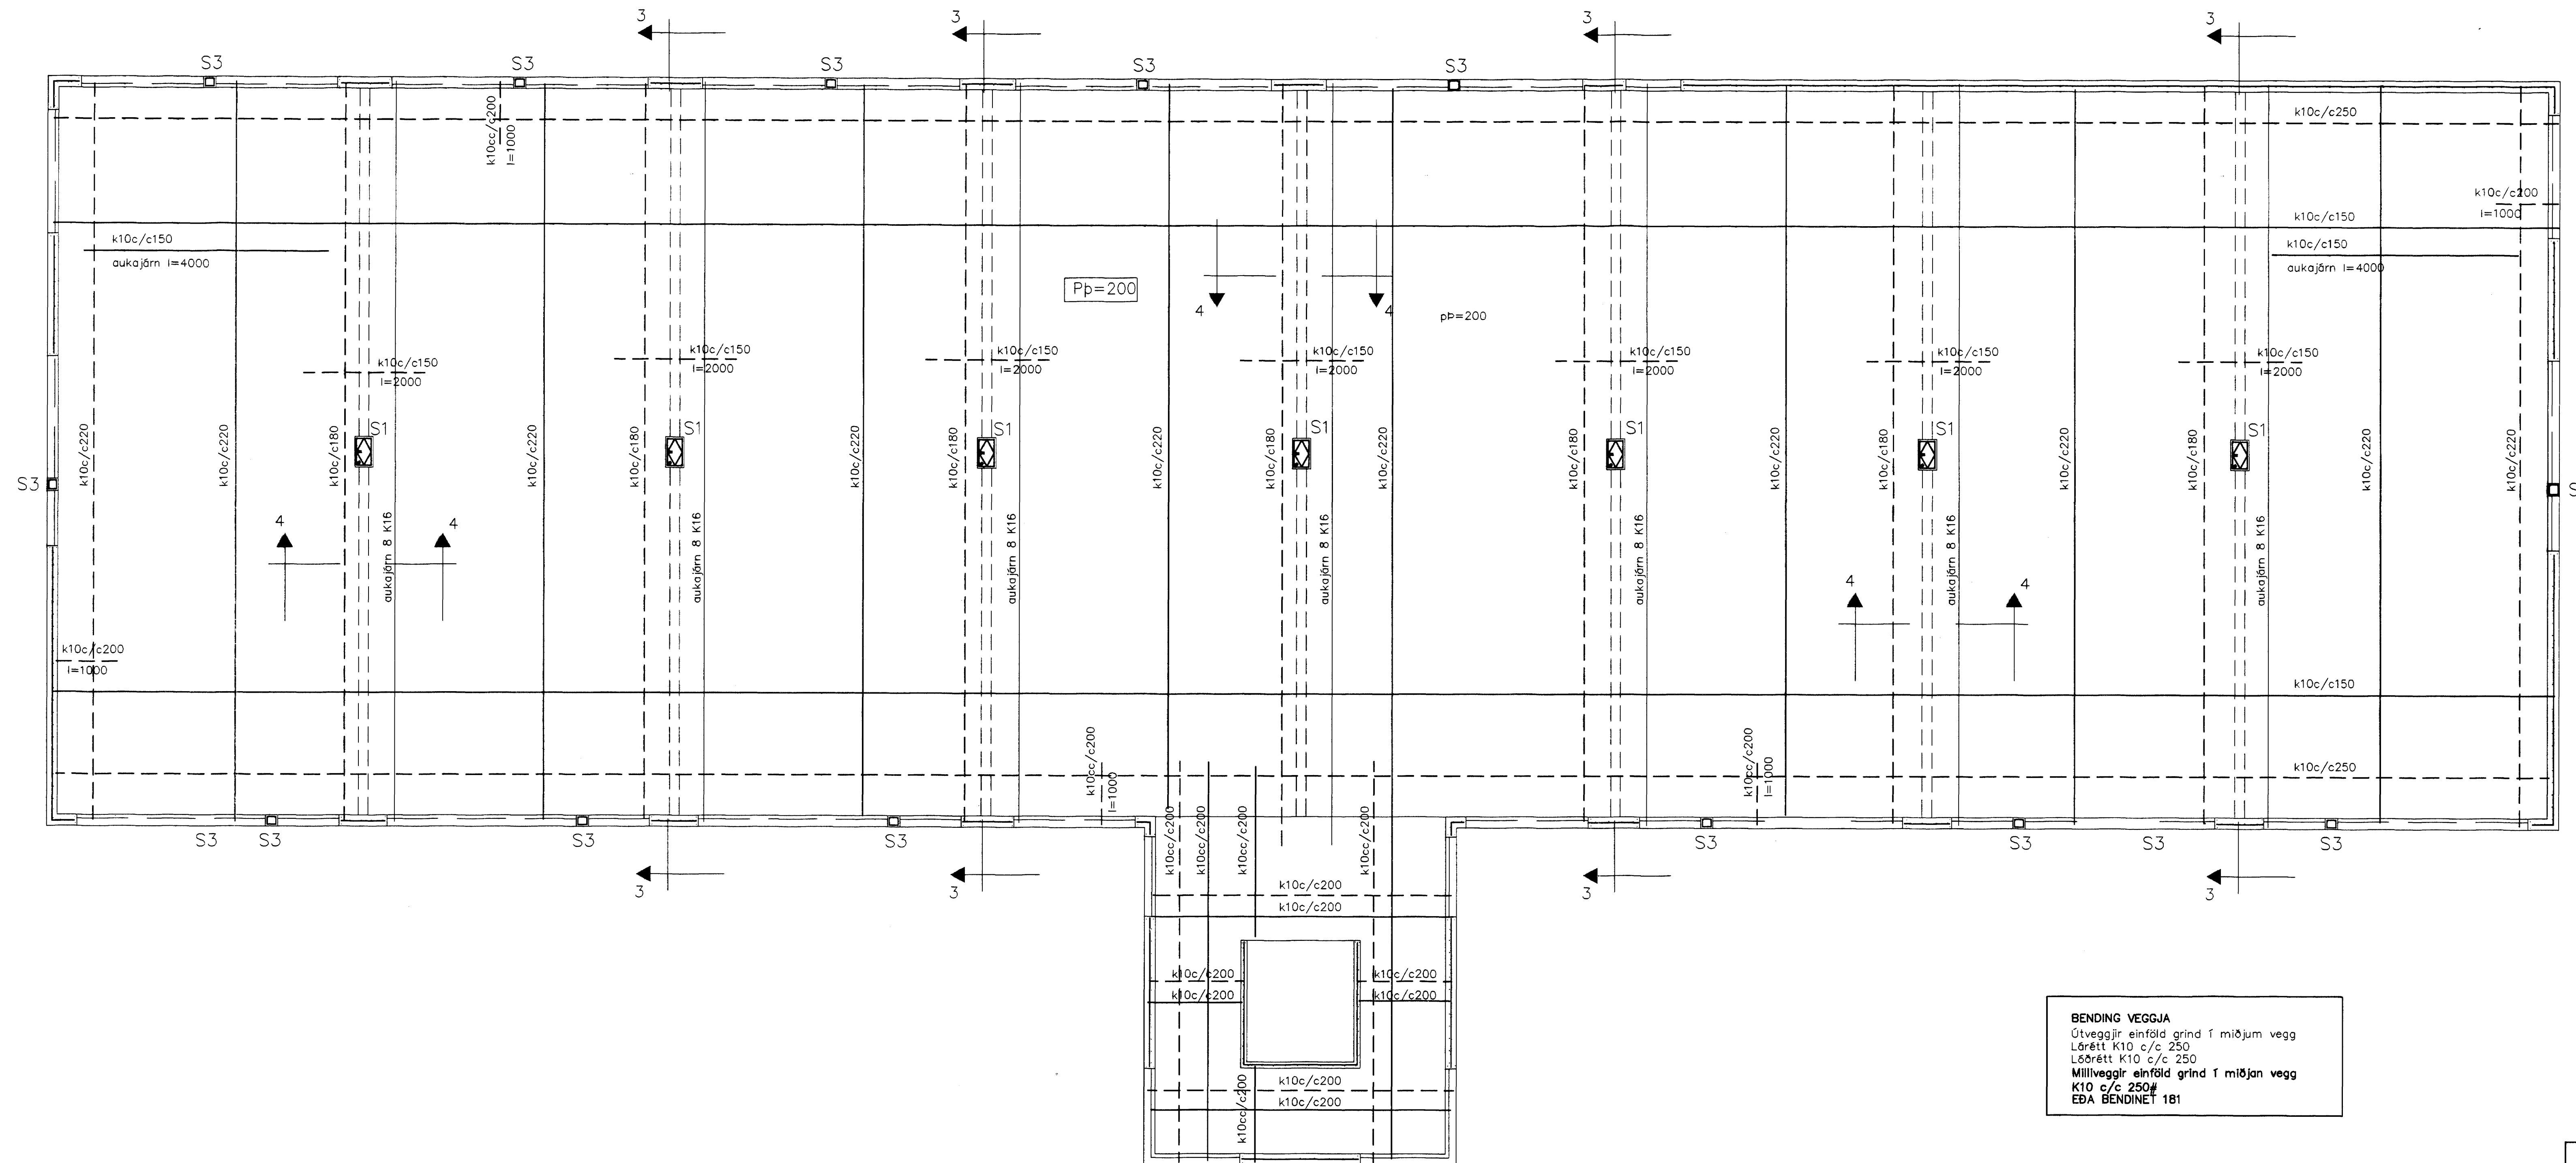 3
3
3
3
S3
S3
S3
S3
S3
k10c/c250
k10cc/c200
l=1000
k10c/c200
l=1000
k10c/c150
k10c/c150
aukajárn l=4000
k10c/c150
aukajárn l=4000
Pþ=200
4
4
pÞ=200
k10c/c150
l=2000
k10c/c150
l=2000
k10c/c150
l=2000
k10c/c150
l=2000
k10c/c150
l=2000
k10c/c150
l=2000
k10c/c150
l=2000
S1
S1
S1
S1
S1
S1
S1
k10c/c220
k10c/c220
k10c/c180
k10c/c220
k10c/c180
k10c/c220
k10c/c180
k10c/c220
k10c/c180
k10c/c220
k10c/c180
k10c/c220
k10c/c180
k10c/c220
k10c/c180
k10c/c220
k10c/c220
S3
S
4
4
aukajárn 8 K16
aukajárn 8 K16
aukajárn 8 K16
aukajárn 8 K16
aukajárn 8 K16
aukajárn 8 K16
aukajárn 8 K16
4
4
k10c/c200
l=1000
k10c/c150
k10cc/c200
l=1000
k10cc/c200
l=1000
k10c/c250
S3
S3
S3
S3
S3
S3
S3
S3
k10cc/c200
k10cc/c200
k10cc/c200
k10cc/c200
3
3
3
3
k10c/c200
k10c/c200
k10c/c200
k10c/c200
k10c/c200
k10c/c200
k10c/c200
k10c/c200
k10cc/c200
BENDING VEGGJA
Útveggjir einföld grind í miðjum vegg
Lárétt K10 c/c 250
Lóðrétt K10 c/c 250
Milliveggir einföld grind í miðjan vegg
K10 c/c 250#
EÐA BENDINET 181